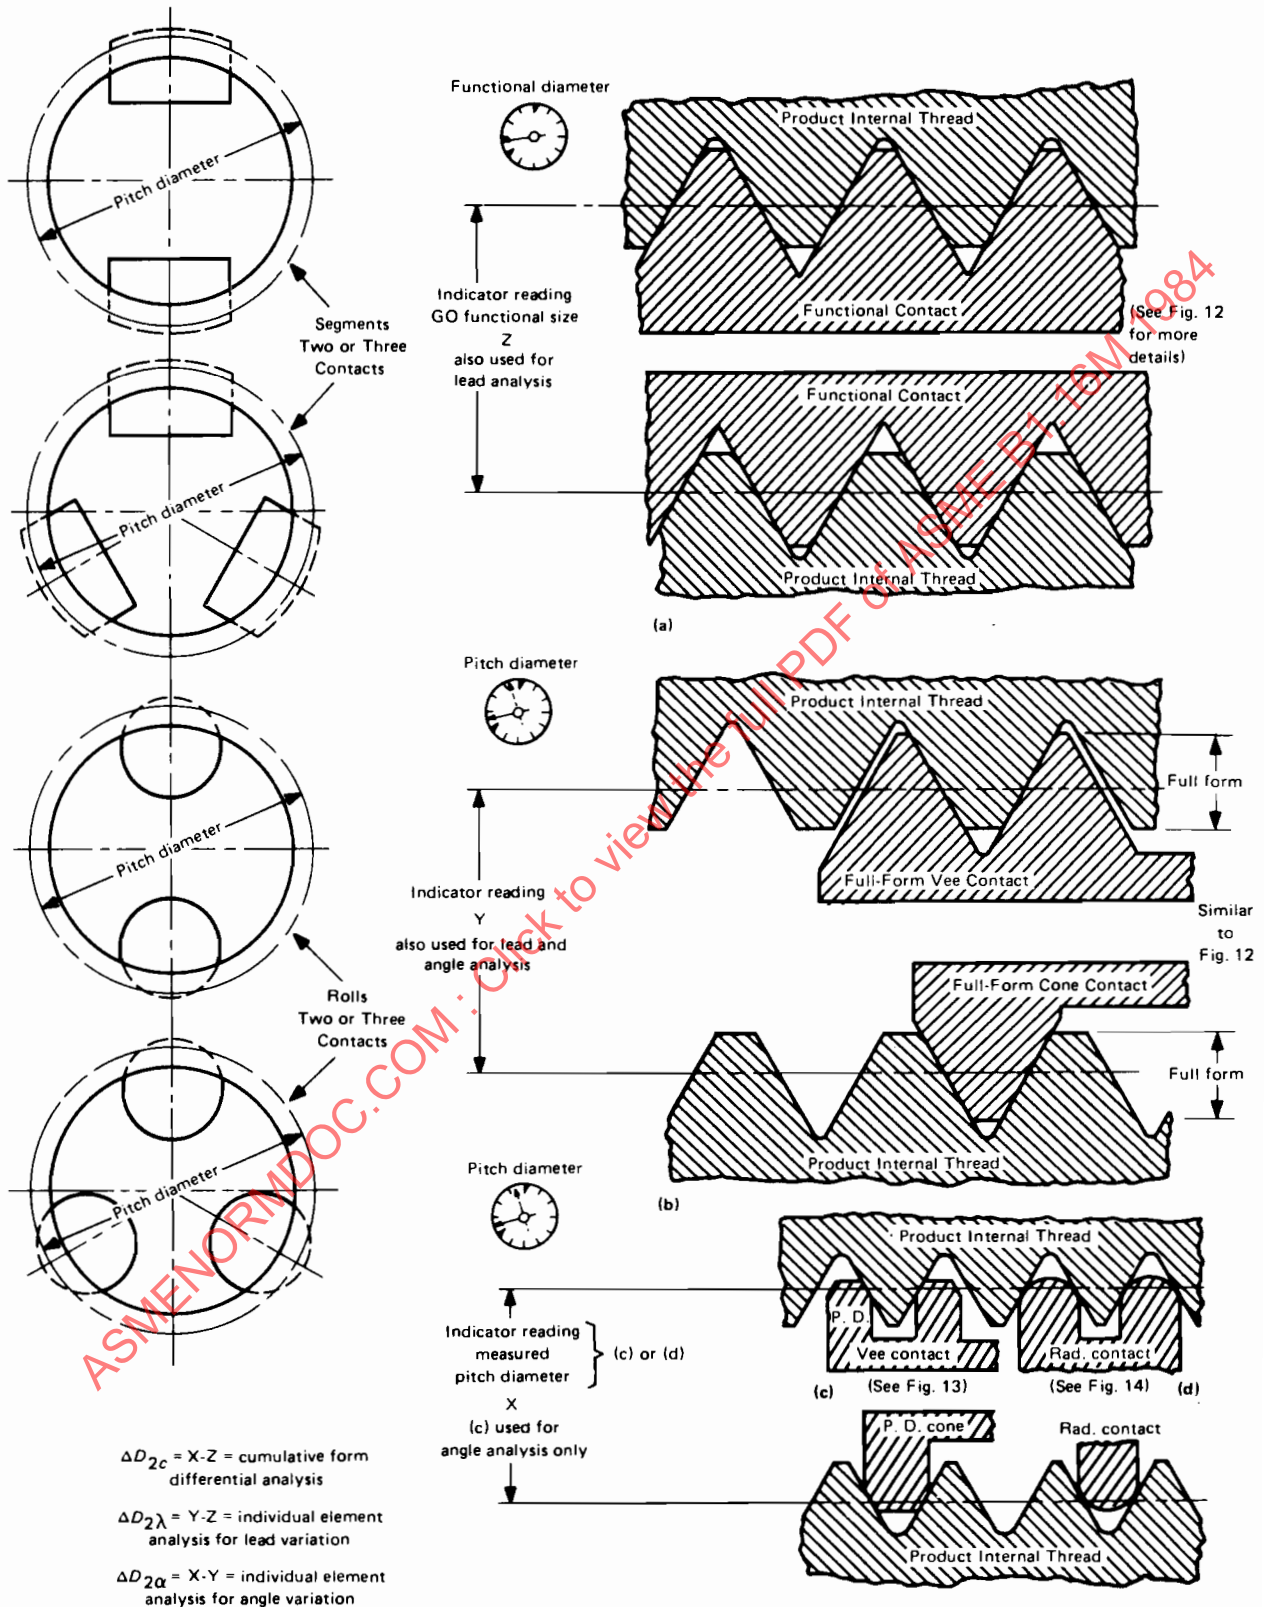 Pitch diameter
Segments
Two or Three
Contacts
Pitch diameter
Pitch diameter
Rolls
Two or Three
Contacts
Pitch diameter
ΔD2c = X-Z = cumulative form
differential analysis
ΔD2λ = Y-Z = individual element
analysis for lead variation
ΔD2α = X-Y = individual element
analysis for angle variation
Functional diameter
Indicator reading
GO functional size
Z
also used for
lead analysis
Product Internal Thread
Functional Contact
(See Fig. 12
for more
details)
Functional Contact
Product Internal Thread
(a)
Pitch diameter
Indicator reading
Y
also used for lead and
angle analysis
Product Internal Thread
Full form
Full-Form Vee Contact
Similar
to
Fig. 12
Full-Form Cone Contact
Full form
Product Internal Thread
(b)
Pitch diameter
Indicator reading
measured
pitch diameter
(c) or (d)
X
(c) used for
angle analysis only
Product Internal Thread
P. D.
Vee contact
Rad. contact
(c)
(See Fig. 13)
(See Fig. 14)
(d)
P. D. cone
Rad. contact
Product Internal Thread
ASMENORMDOC.COM : Click to view the full PDF of ASME B1.16M 1984